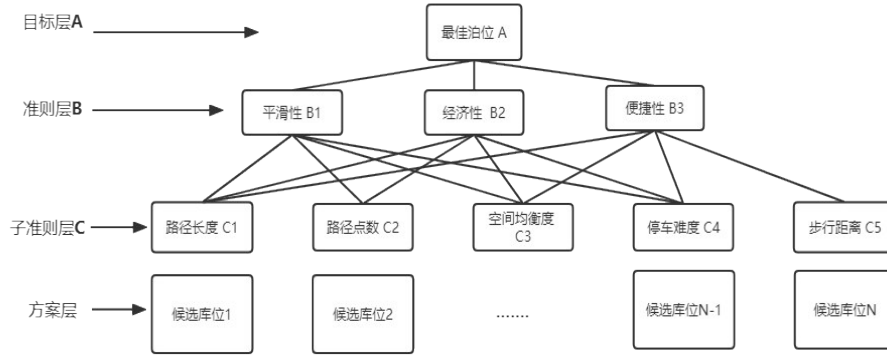 目标层A
最佳泊位 A
准则层B
平滑性 B1
经济性 B2
便捷性 B3
子准则层C
路径长度 C1
路径点数 C2
空间均衡度
C3
停车难度 C4
步行距离 C5
方案层
候选库位1
候选库位2
.......
候选库位N-1
候选库位N